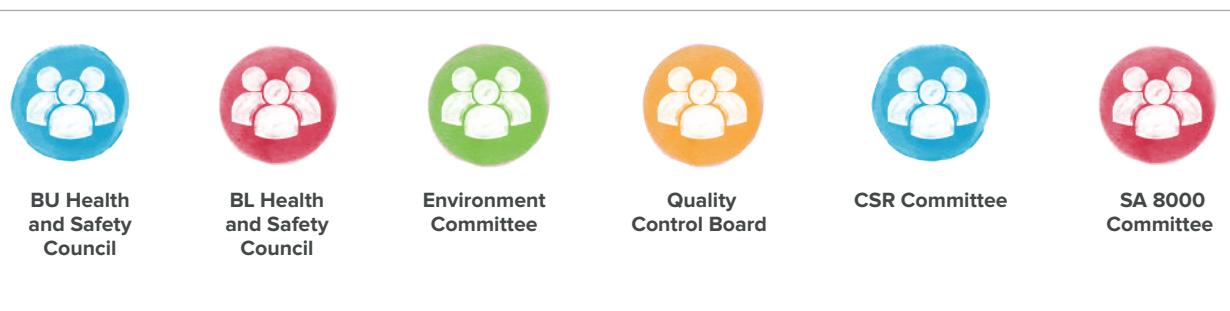 BU Health
and Safety
Council
BL Health
and Safety
Council
Environment
Committee
Quality
Control Board
CSR Committee
SA 8000
Committee